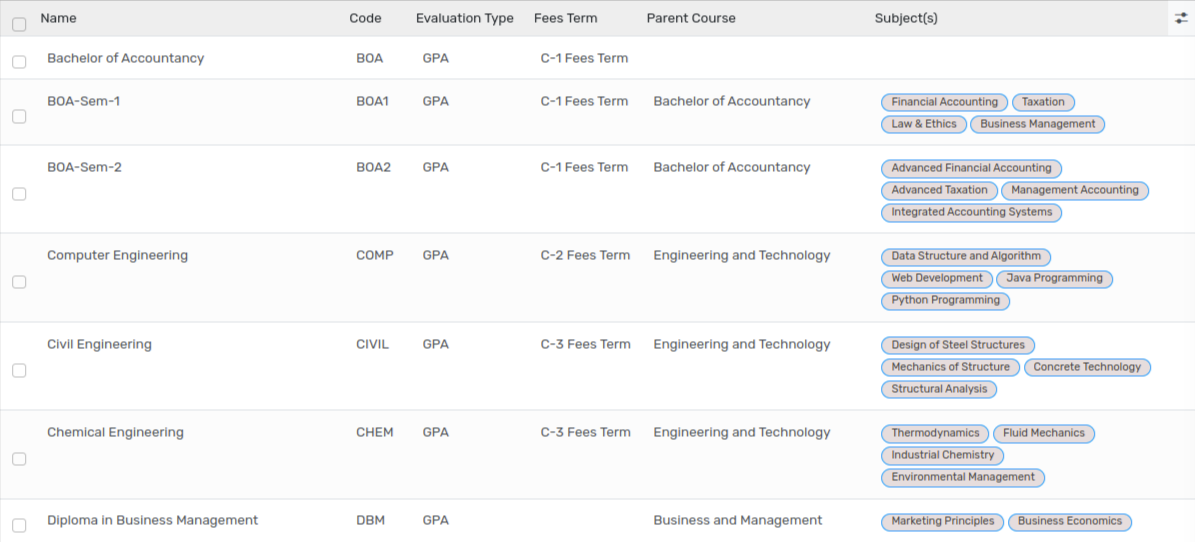 Name Code Evaluation Type Fees Term Parent Course Subject(s)
Bachelor of Accountancy BOA GPA C-1 Fees Term
BOA-Sem-1 BOA1 GPA C-1 Fees Term Bachelor of Accountancy Financial Accounting Taxation
Law & Ethics Business Management
BOA-Sem-2 BOA2 GPA C-1 Fees Term Bachelor of Accountancy Advanced Financial Accounting
Advanced Taxation Management Accounting
Integrated Accounting Systems
Computer Engineering COMP GPA C-2 Fees Term Engineering and Technology Data Structure and Algorithm
Web Development Java Programming
Python Programming
Civil Engineering CIVIL GPA C-3 Fees Term Engineering and Technology Design of Steel Structures
Mechanics of Structure Concrete Technology
Structural Analysis
Chemical Engineering CHEM GPA C-3 Fees Term Engineering and Technology Thermodynamics Fluid Mechanics
Industrial Chemistry
Environmental Management
Diploma in Business Management DBM GPA Business and Management Marketing Principles Business Economics